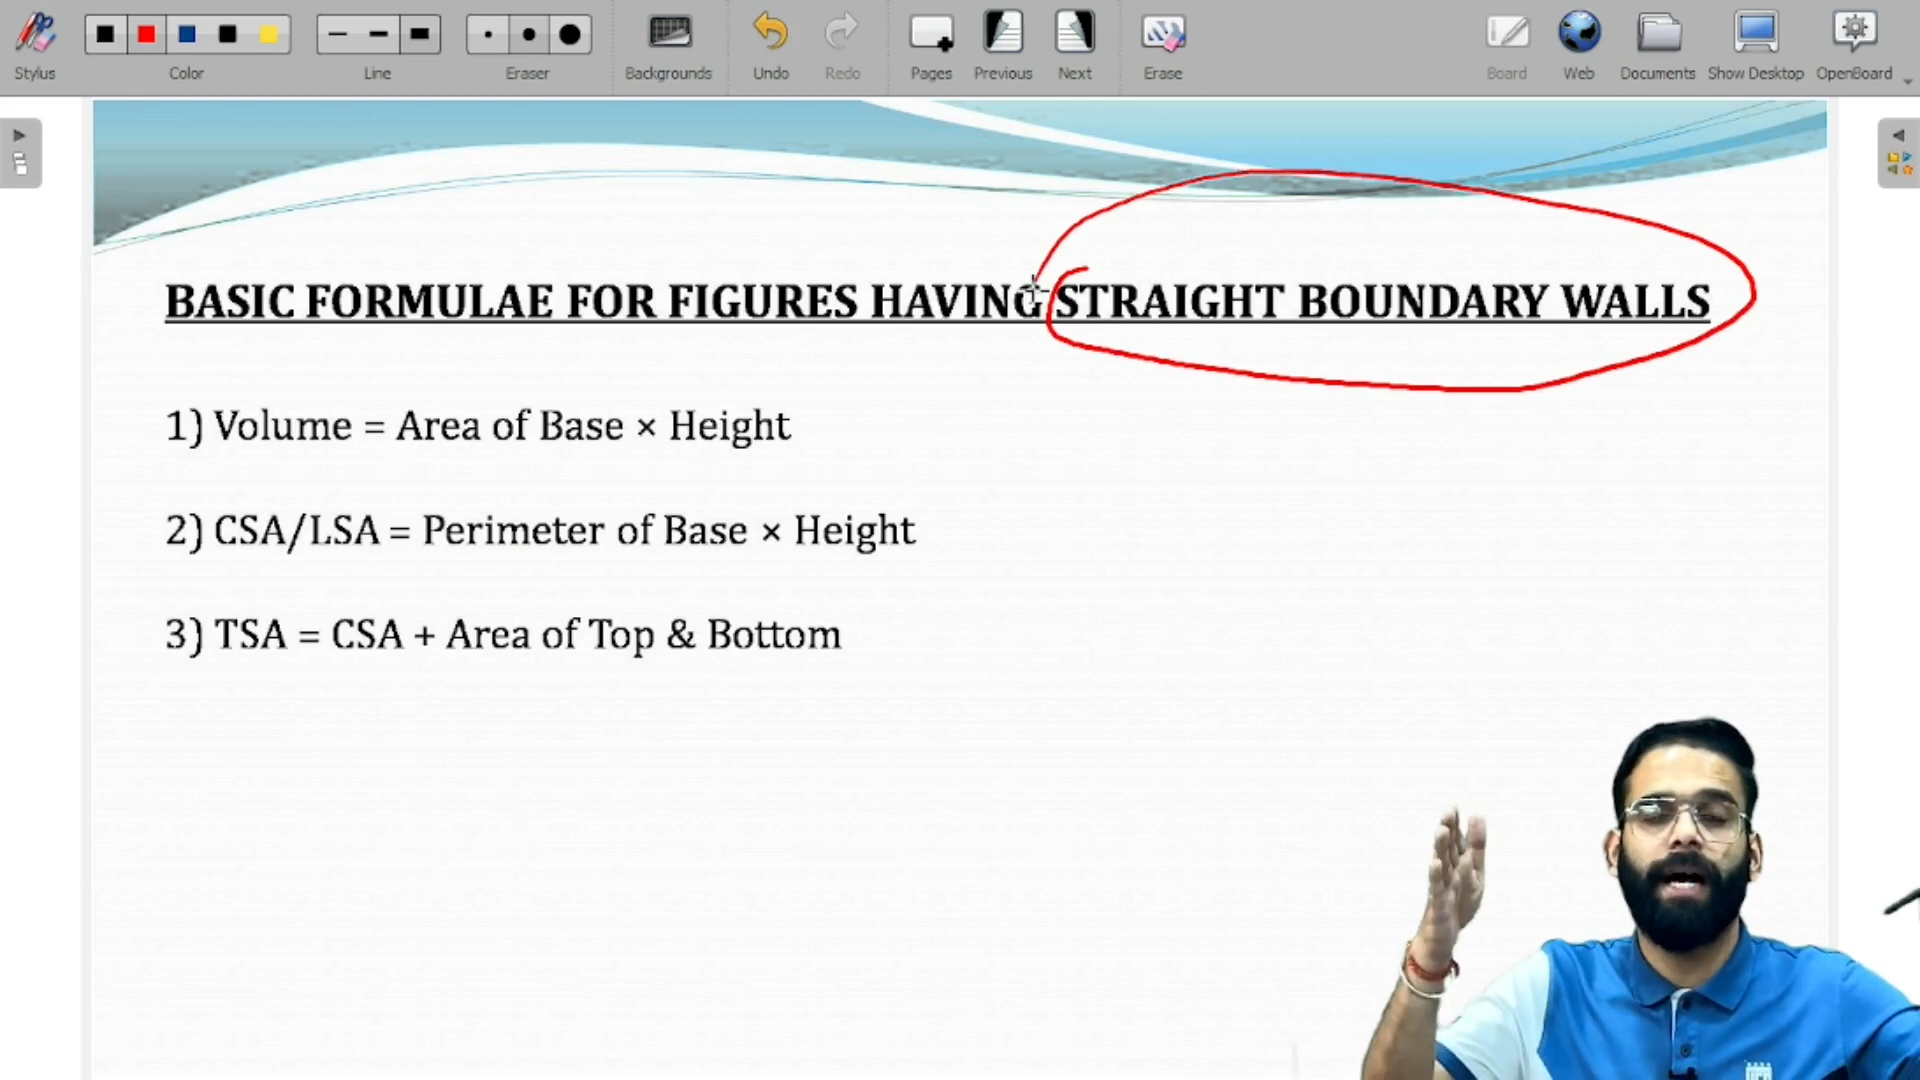 Stylus
Color
Line
Eraser
Backgrounds
Undo
Redo
Pages
Previous
Next
Erase
Board
Web
Documents
Show Desktop
OpenBoard
BASIC FORMULAE FOR FIGURES HAVING STRAIGHT BOUNDARY WALLS
1) Volume = Area of Base × Height
2) CSA/LSA = Perimeter of Base × Height
3) TSA = CSA + Area of Top & Bottom